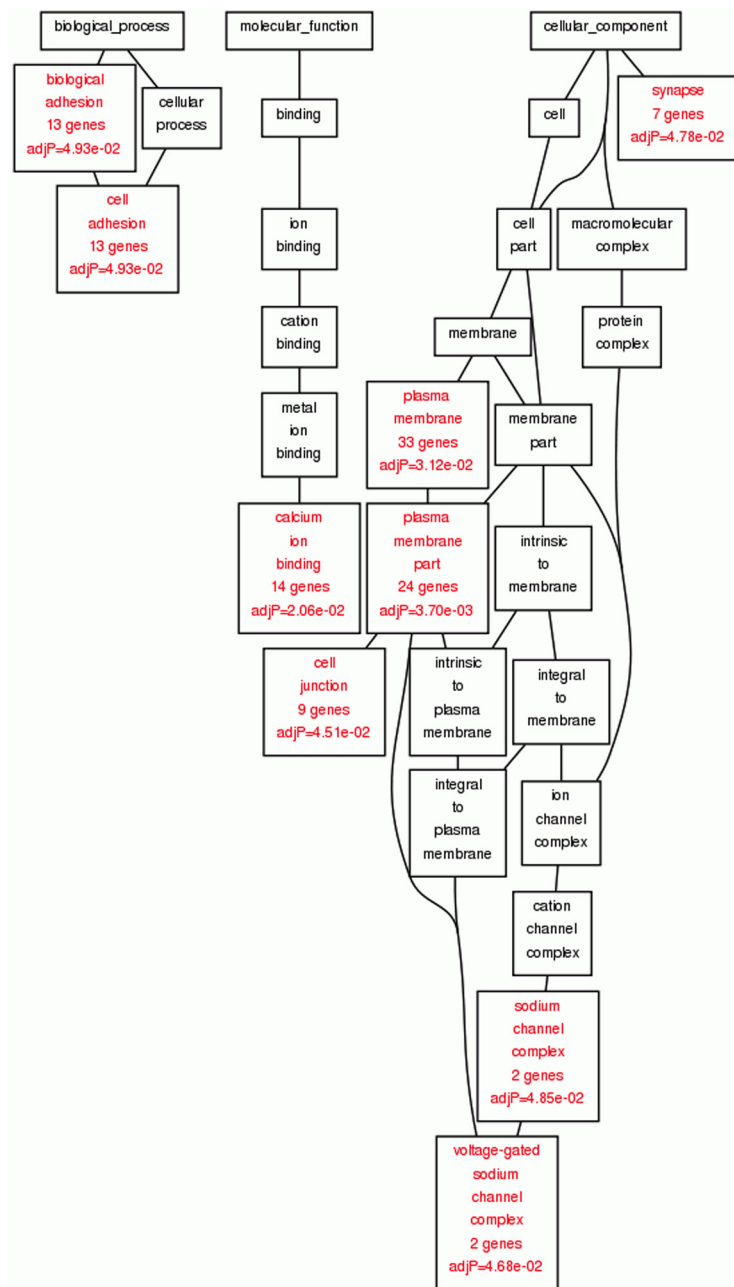 biological_process
molecular_function
cellular_component
biological
adhesion
13 genes
adjP=4.93e-02
cellular
process
binding
cell
synapse
7 genes
adjP=4.78e-02
cell
adhesion
13 genes
adjP=4.93e-02
ion
binding
cell
part
macromolecular
complex
cation
binding
membrane
protein
complex
metal
ion
binding
plasma
membrane
33 genes
adjP=3.12e-02
membrane
part
calcium
ion
binding
14 genes
adjP=2.06e-02
plasma
membrane
part
24 genes
adjP=3.70e-03
intrinsic
to
membrane
cell
junction
9 genes
adjP=4.51e-02
intrinsic
to
plasma
membrane
integral
to
membrane
integral
to
plasma
membrane
ion
channel
complex
cation
channel
complex
sodium
channel
complex
2 genes
adjP=4.85e-02
voltage-gated
sodium
channel
complex
2 genes
adjP=4.68e-02